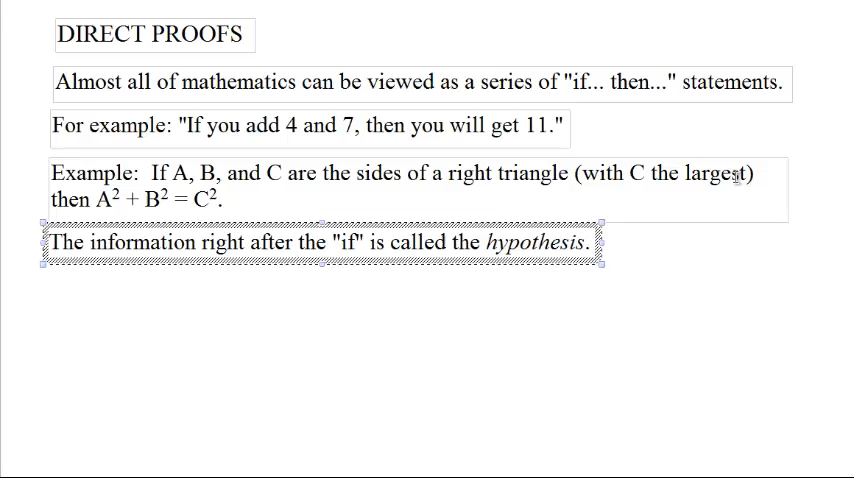 DIRECT PROOFS
Almost all of mathematics can be viewed as a series of "if... then..." statements.
For example: "If you add 4 and 7, then you will get 11."
Example:  If A, B, and C are the sides of a right triangle (with C the largest)
then A² + B² = C².
The information right after the "if" is called the hypothesis.